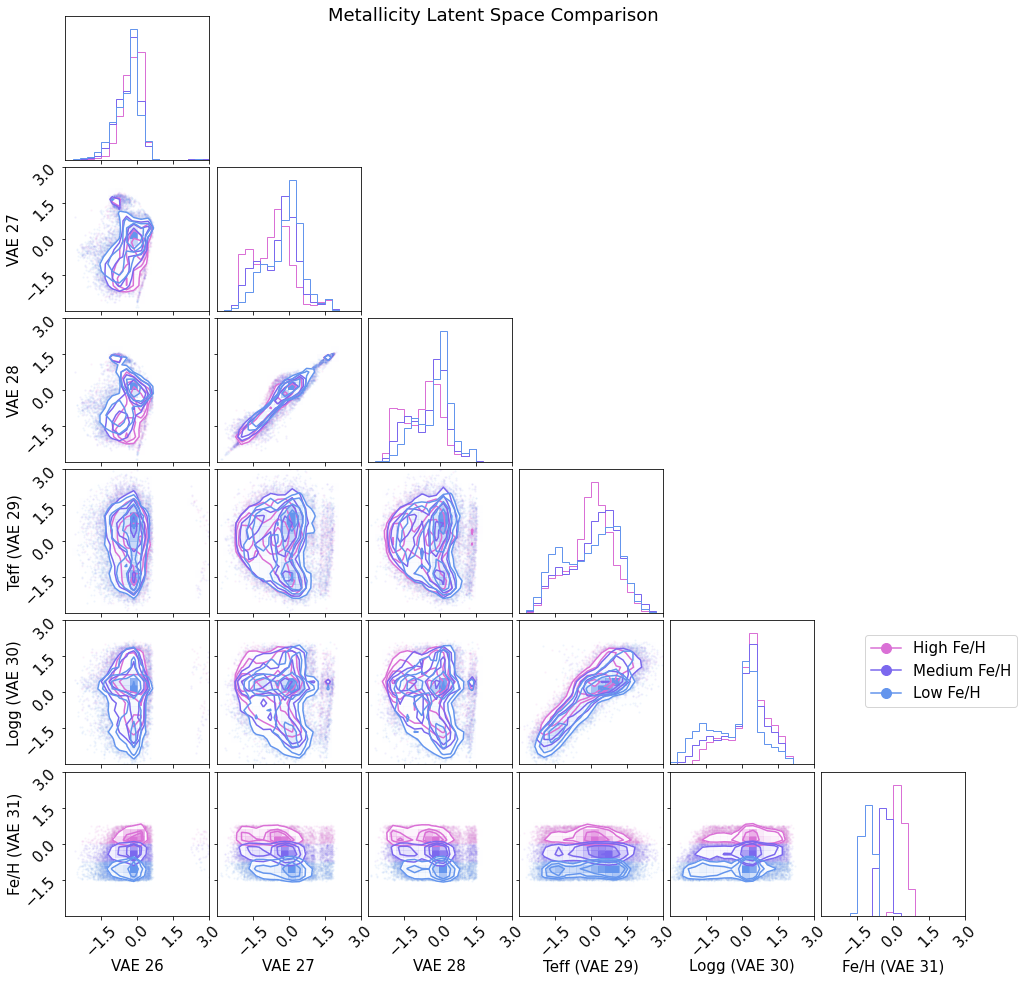 Metallicity Latent Space Comparison
3.0
1.5
0.0
−1.5
VAE 27
3.0
1.5
0.0
−1.5
VAE 28
3.0
1.5
0.0
−1.5
Teff (VAE 29)
3.0
1.5
0.0
−1.5
Logg (VAE 30)
High Fe/H
Medium Fe/H
Low Fe/H
3.0
1.5
0.0
−1.5
Fe/H (VAE 31)
−1.5 0.0 1.5 3.0 −1.5 0.0 1.5 3.0 −1.5 0.0 1.5 3.0 −1.5 0.0 1.5 3.0 −1.5 0.0 1.5 3.0 −1.5 0.0 1.5 3.0
VAE 26 VAE 27 VAE 28 Teff (VAE 29) Logg (VAE 30) Fe/H (VAE 31)